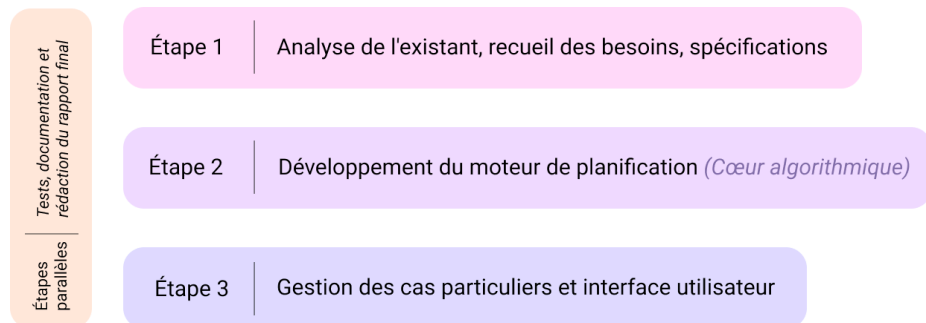 Étapes
parallèles
Tests, documentation et
rédaction du rapport final
Étape 1
Analyse de l'existant, recueil des besoins, spécifications
Étape 2
Développement du moteur de planification (Cœur algorithmique)
Étape 3
Gestion des cas particuliers et interface utilisateur